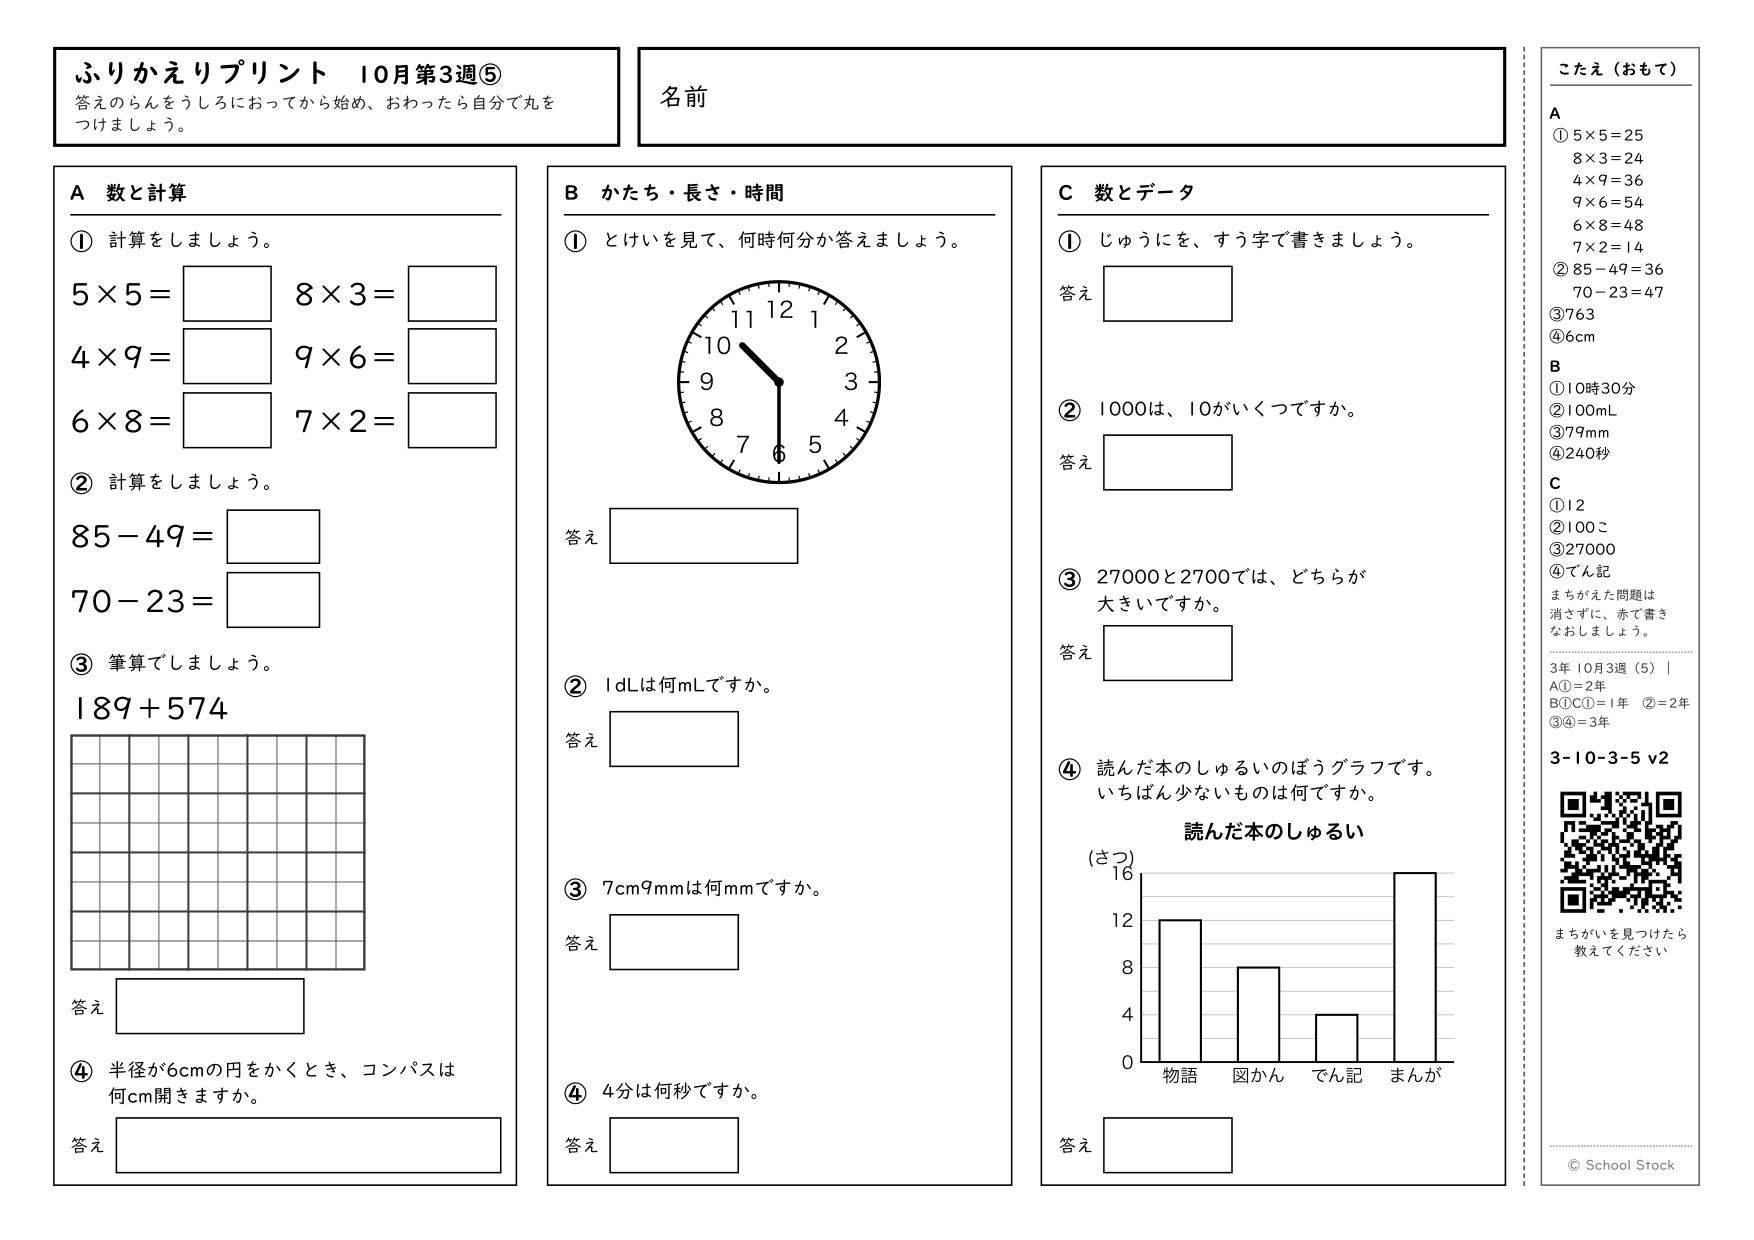 ふりかえりプリント　10月第3週⑤
答えのらんをうしろにおってから始め、おわったら自分で丸を
つけましょう。
名前
A　数と計算
① 計算をしましょう。
5×5＝　8×3＝
4×9＝　9×6＝
6×8＝　7×2＝
② 計算をしましょう。
85－49＝
70－23＝
③ 筆算でしましょう。
189＋574
答え
④ 半径が6cmの円をかくとき、コンパスは
何cm開きますか。
答え
B　かたち・長さ・時間
① とけいを見て、何時何分か答えましょう。
12
1
2
3
4
5
6
7
8
9
10
11
答え
② 1dLは何mLですか。
答え
③ 7cm9mmは何mmですか。
答え
④ 4分は何秒ですか。
答え
C　数とデータ
① じゅうにを、すう字で書きましょう。
答え
② 1000は、10がいくつですか。
答え
③ 27000と2700では、どちらが
大きいですか。
答え
④ 読んだ本のしゅるいのぼうグラフです。
いちばん少ないものは何ですか。
読んだ本のしゅるい
(さつ)
16
12
8
4
0
物語　図かん　でん記　まんが
答え
こたえ（おもて）
A
① 5×5＝25
8×3＝24
4×9＝36
9×6＝54
6×8＝48
7×2＝14
② 85－49＝36
70－23＝47
③763
④6cm
B
①10時30分
②100mL
③79mm
④240秒
C
①12
②100こ
③27000
④でん記
まちがえた問題は
消さずに、赤で書き
なおしましょう。
3年 10月3週（5）｜
A①＝2年
B①C①＝1年　②＝2年
③④＝3年
3-10-3-5 v2
まちがいを見つけたら
教えてください
© School Stock